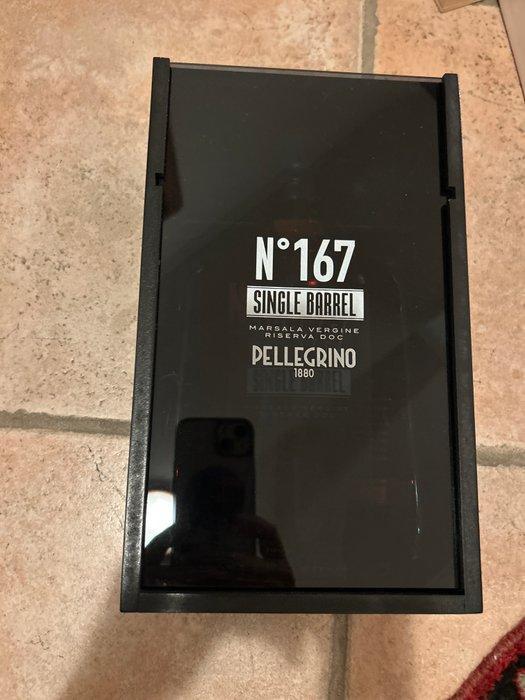 N°167
SINGLE BARREL
MARSALA VERGINE
RISERVA DOC
PELLEGRINO
1880
SINGLE BARREL